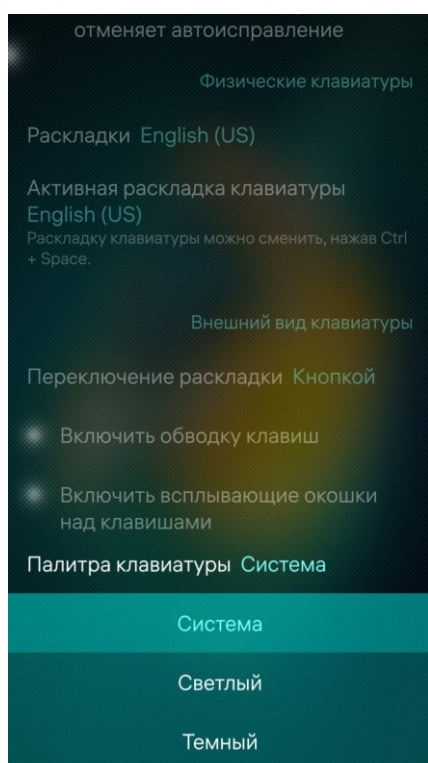 отменяет автоисправление
Физические клавиатуры
Раскладки English (US)
Активная раскладка клавиатуры
English (US)
Раскладку клавиатуры можно сменить, нажав Ctrl
+ Space.
Внешний вид клавиатуры
Переключение раскладки Кнопкой
Включить обводку клавиш
Включить всплывающие окошки
над клавишами
Палитра клавиатуры Система
Система
Светлый
Темный